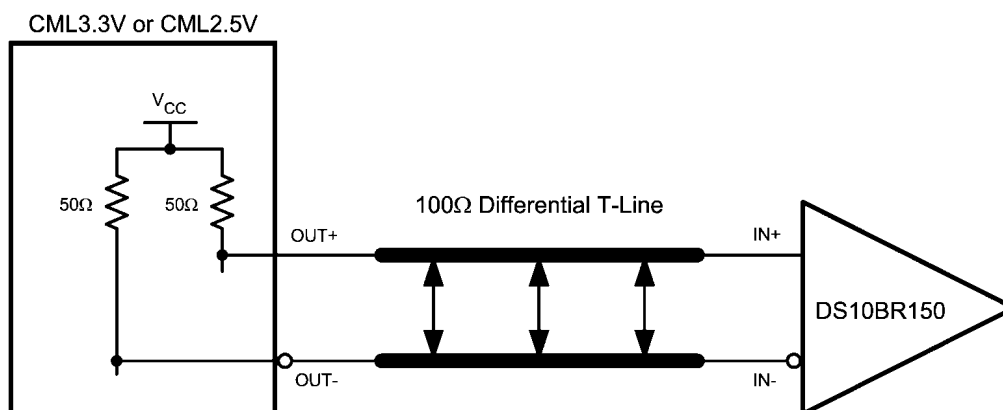 CML3.3V or CML2.5V
VCC
50Ω
50Ω
100Ω Differential T-Line
OUT+
IN+
DS10BR150
OUT-
IN-